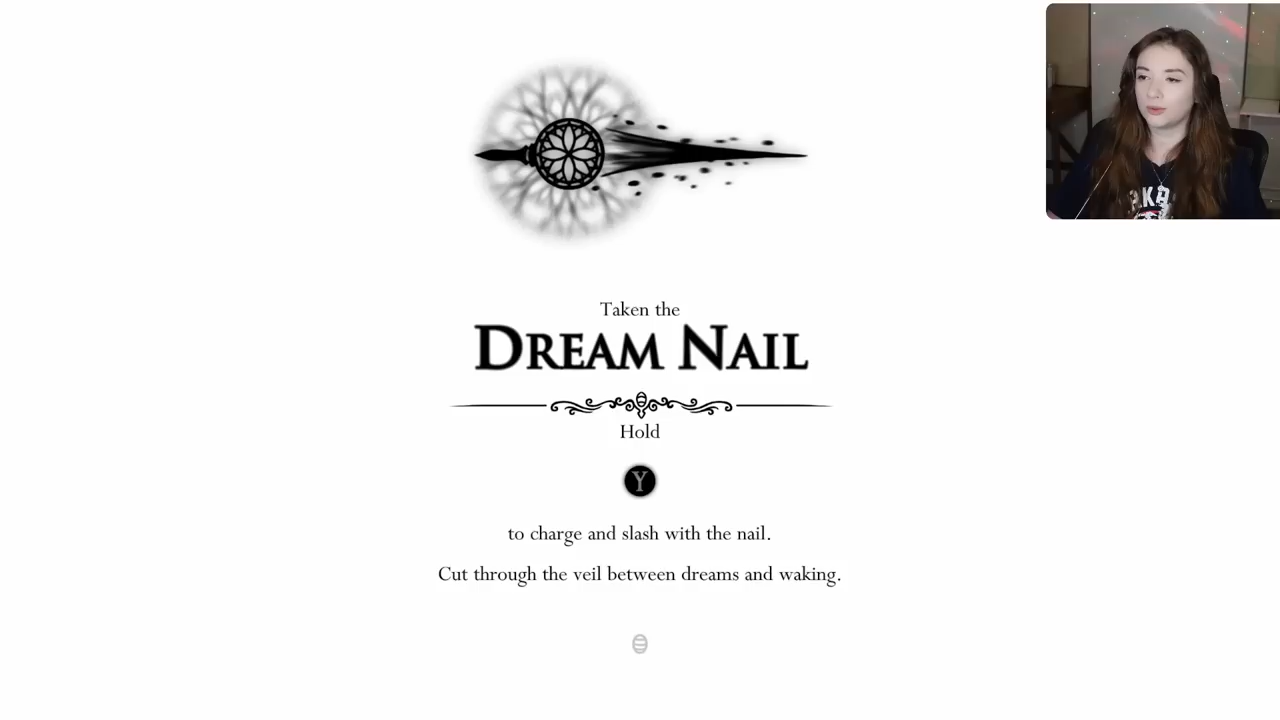 Taken the
DREAM NAIL
Hold
Y
to charge and slash with the nail.
Cut through the veil between dreams and waking.